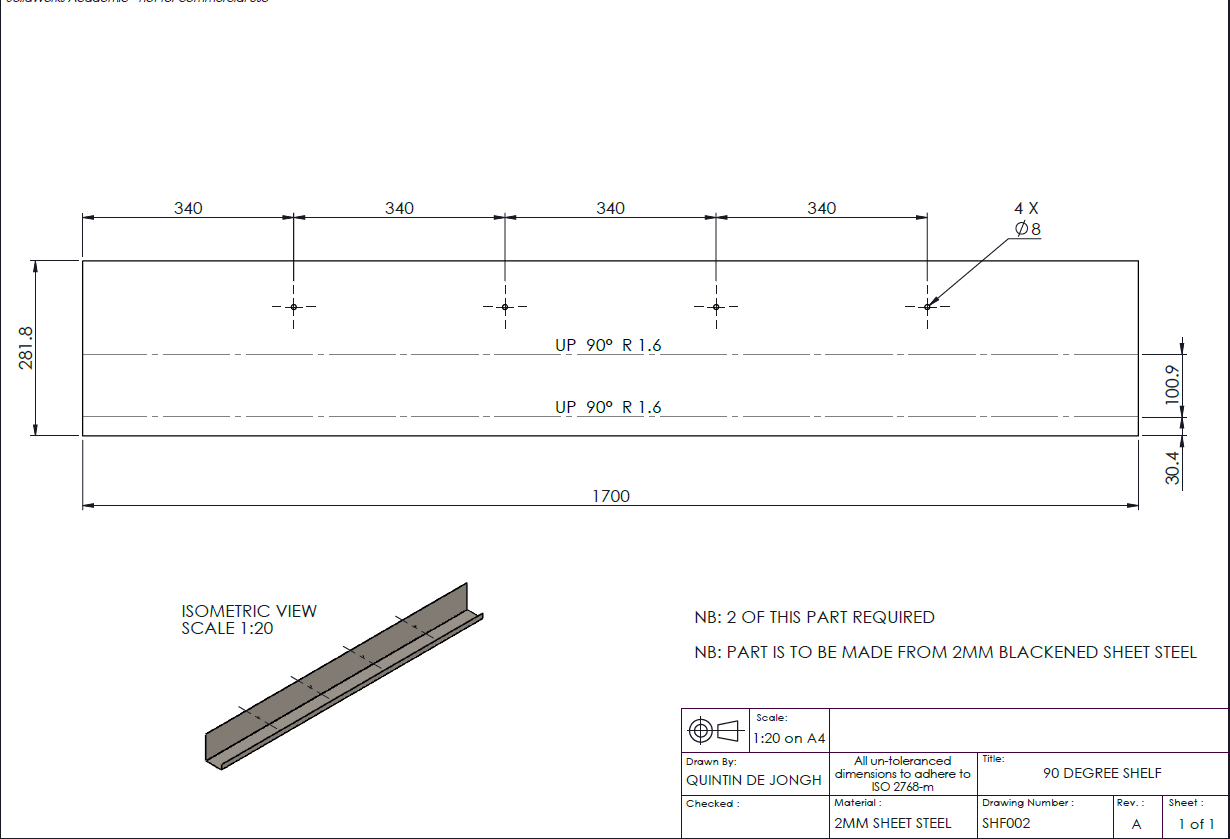 SolidWorks Academic - not for commercial use
340 340 340 340 4 X
Ø8
281.8
UP 90° R 1.6
100.9
UP 90° R 1.6
30.4
1700
ISOMETRIC VIEW
SCALE 1:20
NB: 2 OF THIS PART REQUIRED
NB: PART IS TO BE MADE FROM 2MM BLACKENED SHEET STEEL
Scale:
1:20 on A4
Drawn By:
QUINTIN DE JONGH
All un-toleranced
dimensions to adhere to
ISO 2768-m
Title:
90 DEGREE SHELF
Checked :
Material :
2MM SHEET STEEL
Drawing Number :
SHF002
Rev. :
A
Sheet :
1 of 1